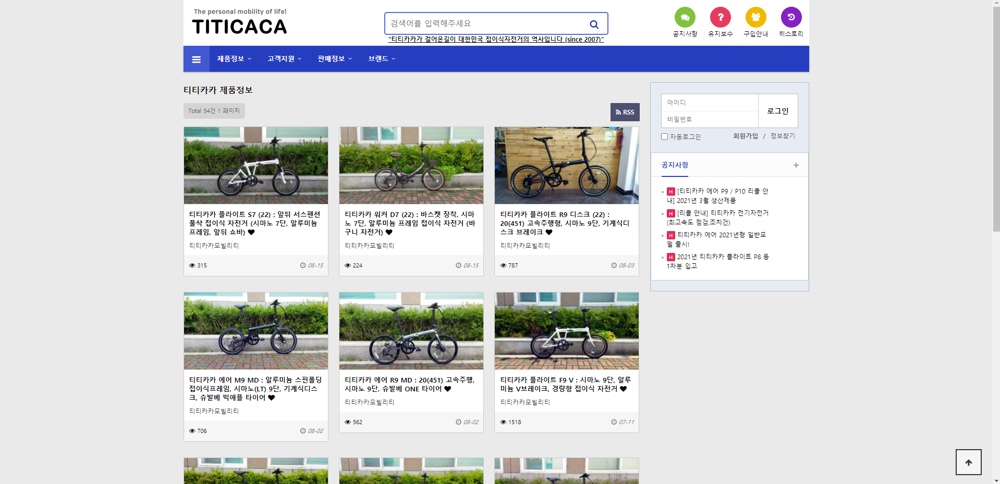 The personal mobility of life!
TITICACA
검색어를 입력해주세요
"티티카카가 걸어온길이 대한민국 접이식자전거의 역사입니다 (since 2007)"
공지사항
유지보수
구입안내
히스토리
제품정보
고객지원
판매정보
브랜드
티티카카 제품정보
Total 54건 1 페이지
RSS
티티카카 플라이트 S7 (22) : 앞뒤 서스펜션
풀샥 접이식 자전거 (시마노 7단, 알루미늄
프레임, 앞뒤 쇼바)
티티카카모빌리티
315
08-15
티티카카 워커 D7 (22) : 바스켓 장착, 시마
노 7단, 알루미늄 프레임 접이식 자전거 (바
구니 자전거)
티티카카모빌리티
224
08-15
티티카카 플라이트 R9 디스크 (22) :
20(451) 고속주행형, 시마노 9단, 기계식디
스크 브레이크
티티카카모빌리티
787
08-03
티티카카 에어 M9 MD : 알루미늄 스핀폴딩
접이식프레임, 시마노(LT) 9단, 기계식디스
크, 슈발베 빅애플 타이어
티티카카모빌리티
706
08-02
티티카카 에어 R9 MD : 20(451) 고속주행,
시마노 9단, 슈발베 ONE 타이어
티티카카모빌리티
562
08-02
티티카카 플라이트 F9 V : 시마노 9단, 알루
미늄 V브레이크, 경량형 접이식 자전거
티티카카모빌리티
1518
07-11
아이디
비밀번호
로그인
자동로그인
회원가입 / 정보찾기
공지사항
H [티티카카 에어 P9 / P10 리콜 안
내] 2021년 3월 생산제품
H [리콜 안내] 티티카카 전기자전거
(최고속도 점검,조치건)
H 티티카카 에어 2021년형 일반모
델 출시!
H 2021년 티티카카 플라이트 P8 등
1차분 입고